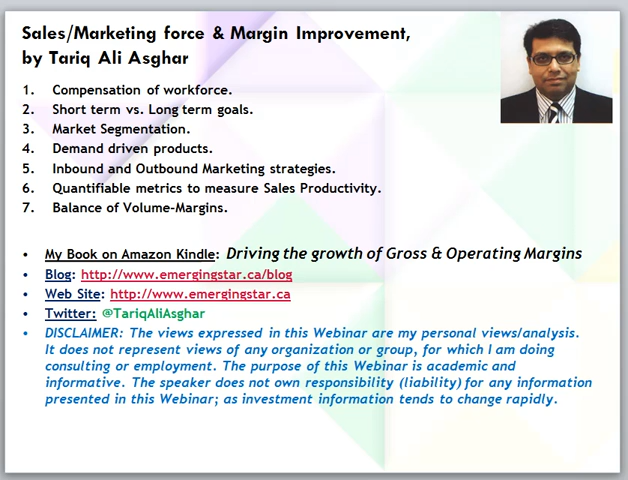 Sales/Marketing force & Margin Improvement,
by Tariq Ali Asghar
1. Compensation of workforce.
2. Short term vs. Long term goals.
3. Market Segmentation.
4. Demand driven products.
5. Inbound and Outbound Marketing strategies.
6. Quantifiable metrics to measure Sales Productivity.
7. Balance of Volume-Margins.
• My Book on Amazon Kindle: Driving the growth of Gross & Operating Margins
• Blog: http://www.emergingstar.ca/blog
• Web Site: http://www.emergingstar.ca
• Twitter: @TariqAliAsghar
• DISCLAIMER: The views expressed in this Webinar are my personal views/analysis.
It does not represent views of any organization or group, for which I am doing
consulting or employment. The purpose of this Webinar is academic and
informative. The speaker does not own responsibility (liability) for any information
presented in this Webinar; as investment information tends to change rapidly.